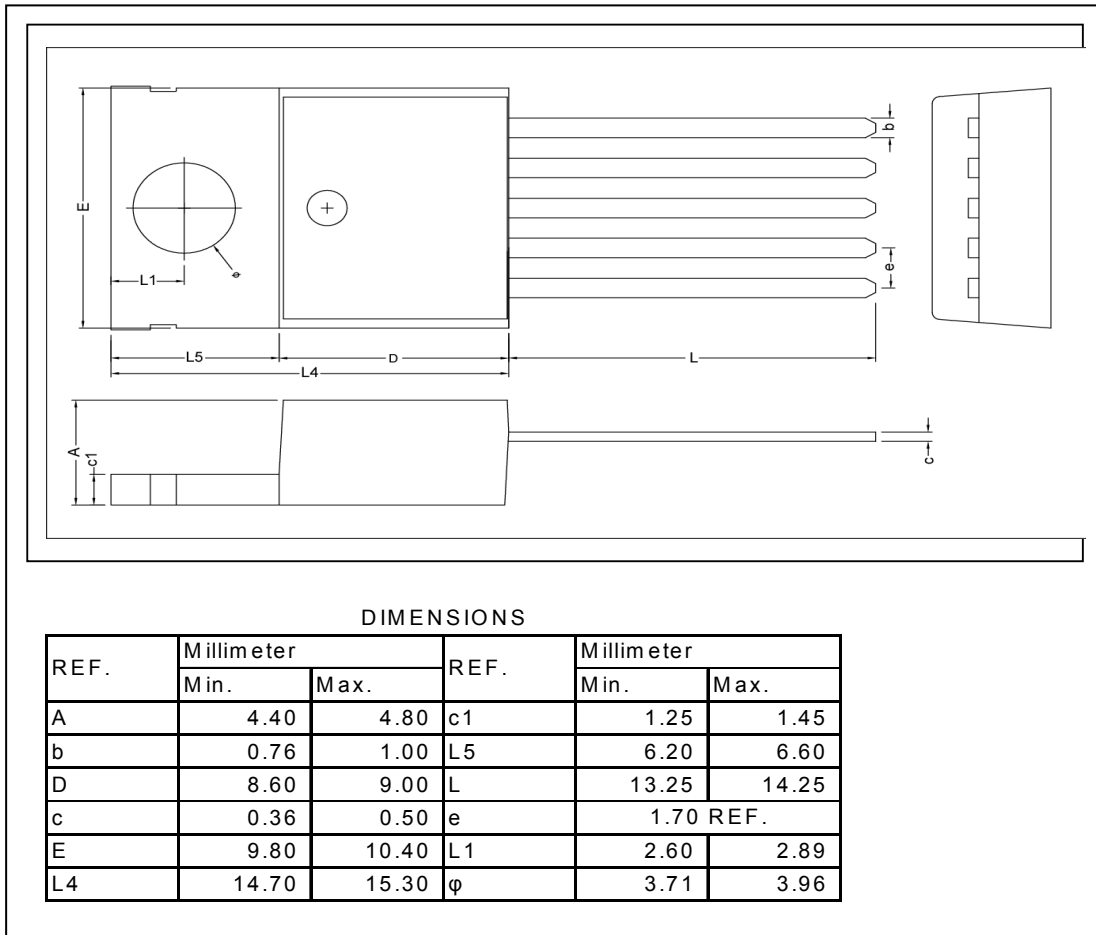 b
E
L1
φ
e
L5
D
L
L4
A
c1
c
DIMENSIONS
REF. Millimeter REF. Millimeter
Min. Max. Min. Max.
A 4.40 4.80 c1 1.25 1.45
b 0.76 1.00 L5 6.20 6.60
D 8.60 9.00 L 13.25 14.25
c 0.36 0.50 e 1.70 REF.
E 9.80 10.40 L1 2.60 2.89
L4 14.70 15.30 φ 3.71 3.96